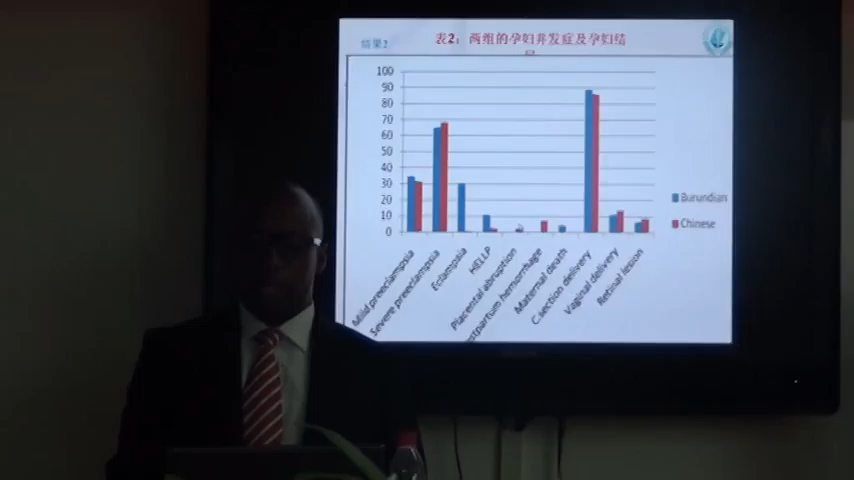 结果2
表2：两组的孕妇并发症及孕妇结
局
100
90
80
70
60
50
40
30
20
10
0
Mild preeclampsia
Severe preeclampsia
Eclampsia
HELLP
Placental abruption
stpartum hemorrhage
Maternal death
C.section delivery
Vaginal delivery
Retinal lesion
Burundian
Chinese